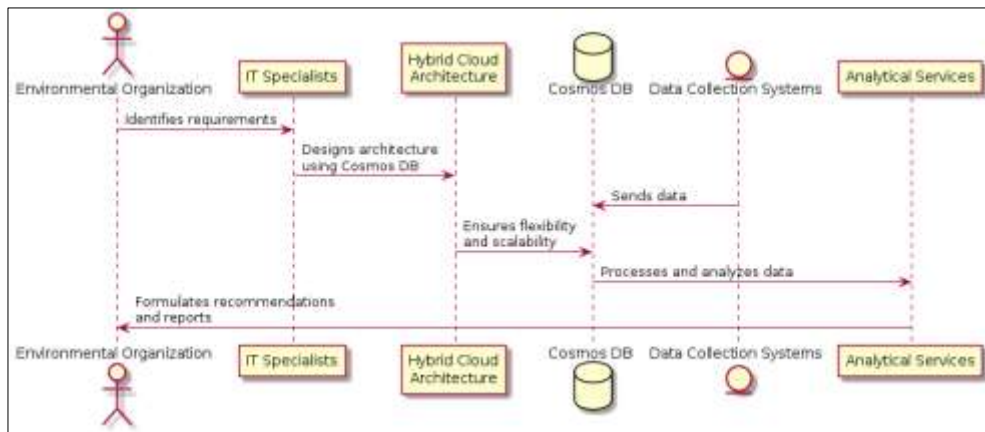 Environmental Organization
IT Specialists
Hybrid Cloud
Architecture
Cosmos DB
Data Collection Systems
Analytical Services
Identifies requirements
Designs architecture
using Cosmos DB
Sends data
Ensures flexibility
and scalability
Processes and analyzes data
Formulates recommendations
and reports
Environmental Organization
IT Specialists
Hybrid Cloud
Architecture
Cosmos DB
Data Collection Systems
Analytical Services